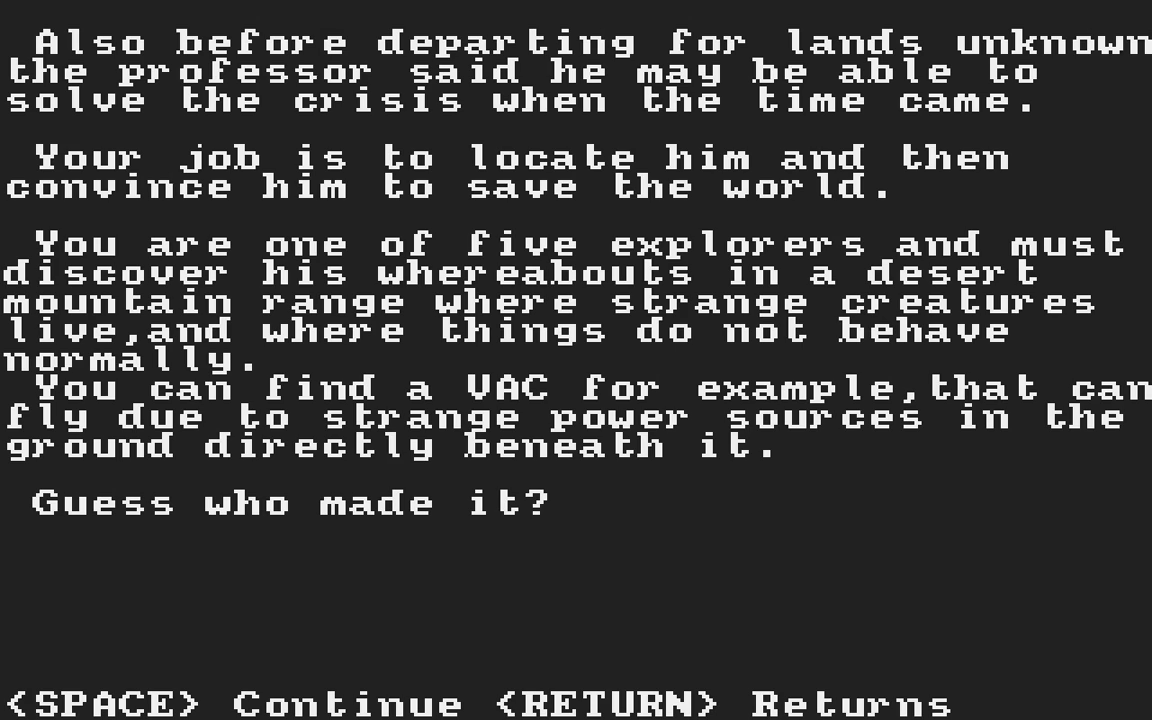 Also before departing for lands unknown
the professor said he may be able to
solve the crisis when the time came.
Your job is to locate him and then
convince him to save the world.
You are one of five explorers and must
discover his whereabouts in a desert
mountain range where strange creatures
live,and where things do not behave
normally.
You can find a VAC for example,that can
fly due to strange power sources in the
ground directly beneath it.
Guess who made it?
<SPACE> Continue <RETURN> Returns